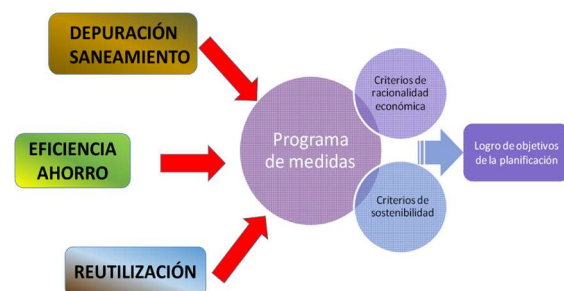 DEPURACIÓN
SANEAMIENTO
EFICIENCIA
AHORRO
REUTILIZACIÓN
Programa
de medidas
Criterios de
racionalidad
económica
Criterios de
sostenibilidad
Logro de objetivos
de la planificación